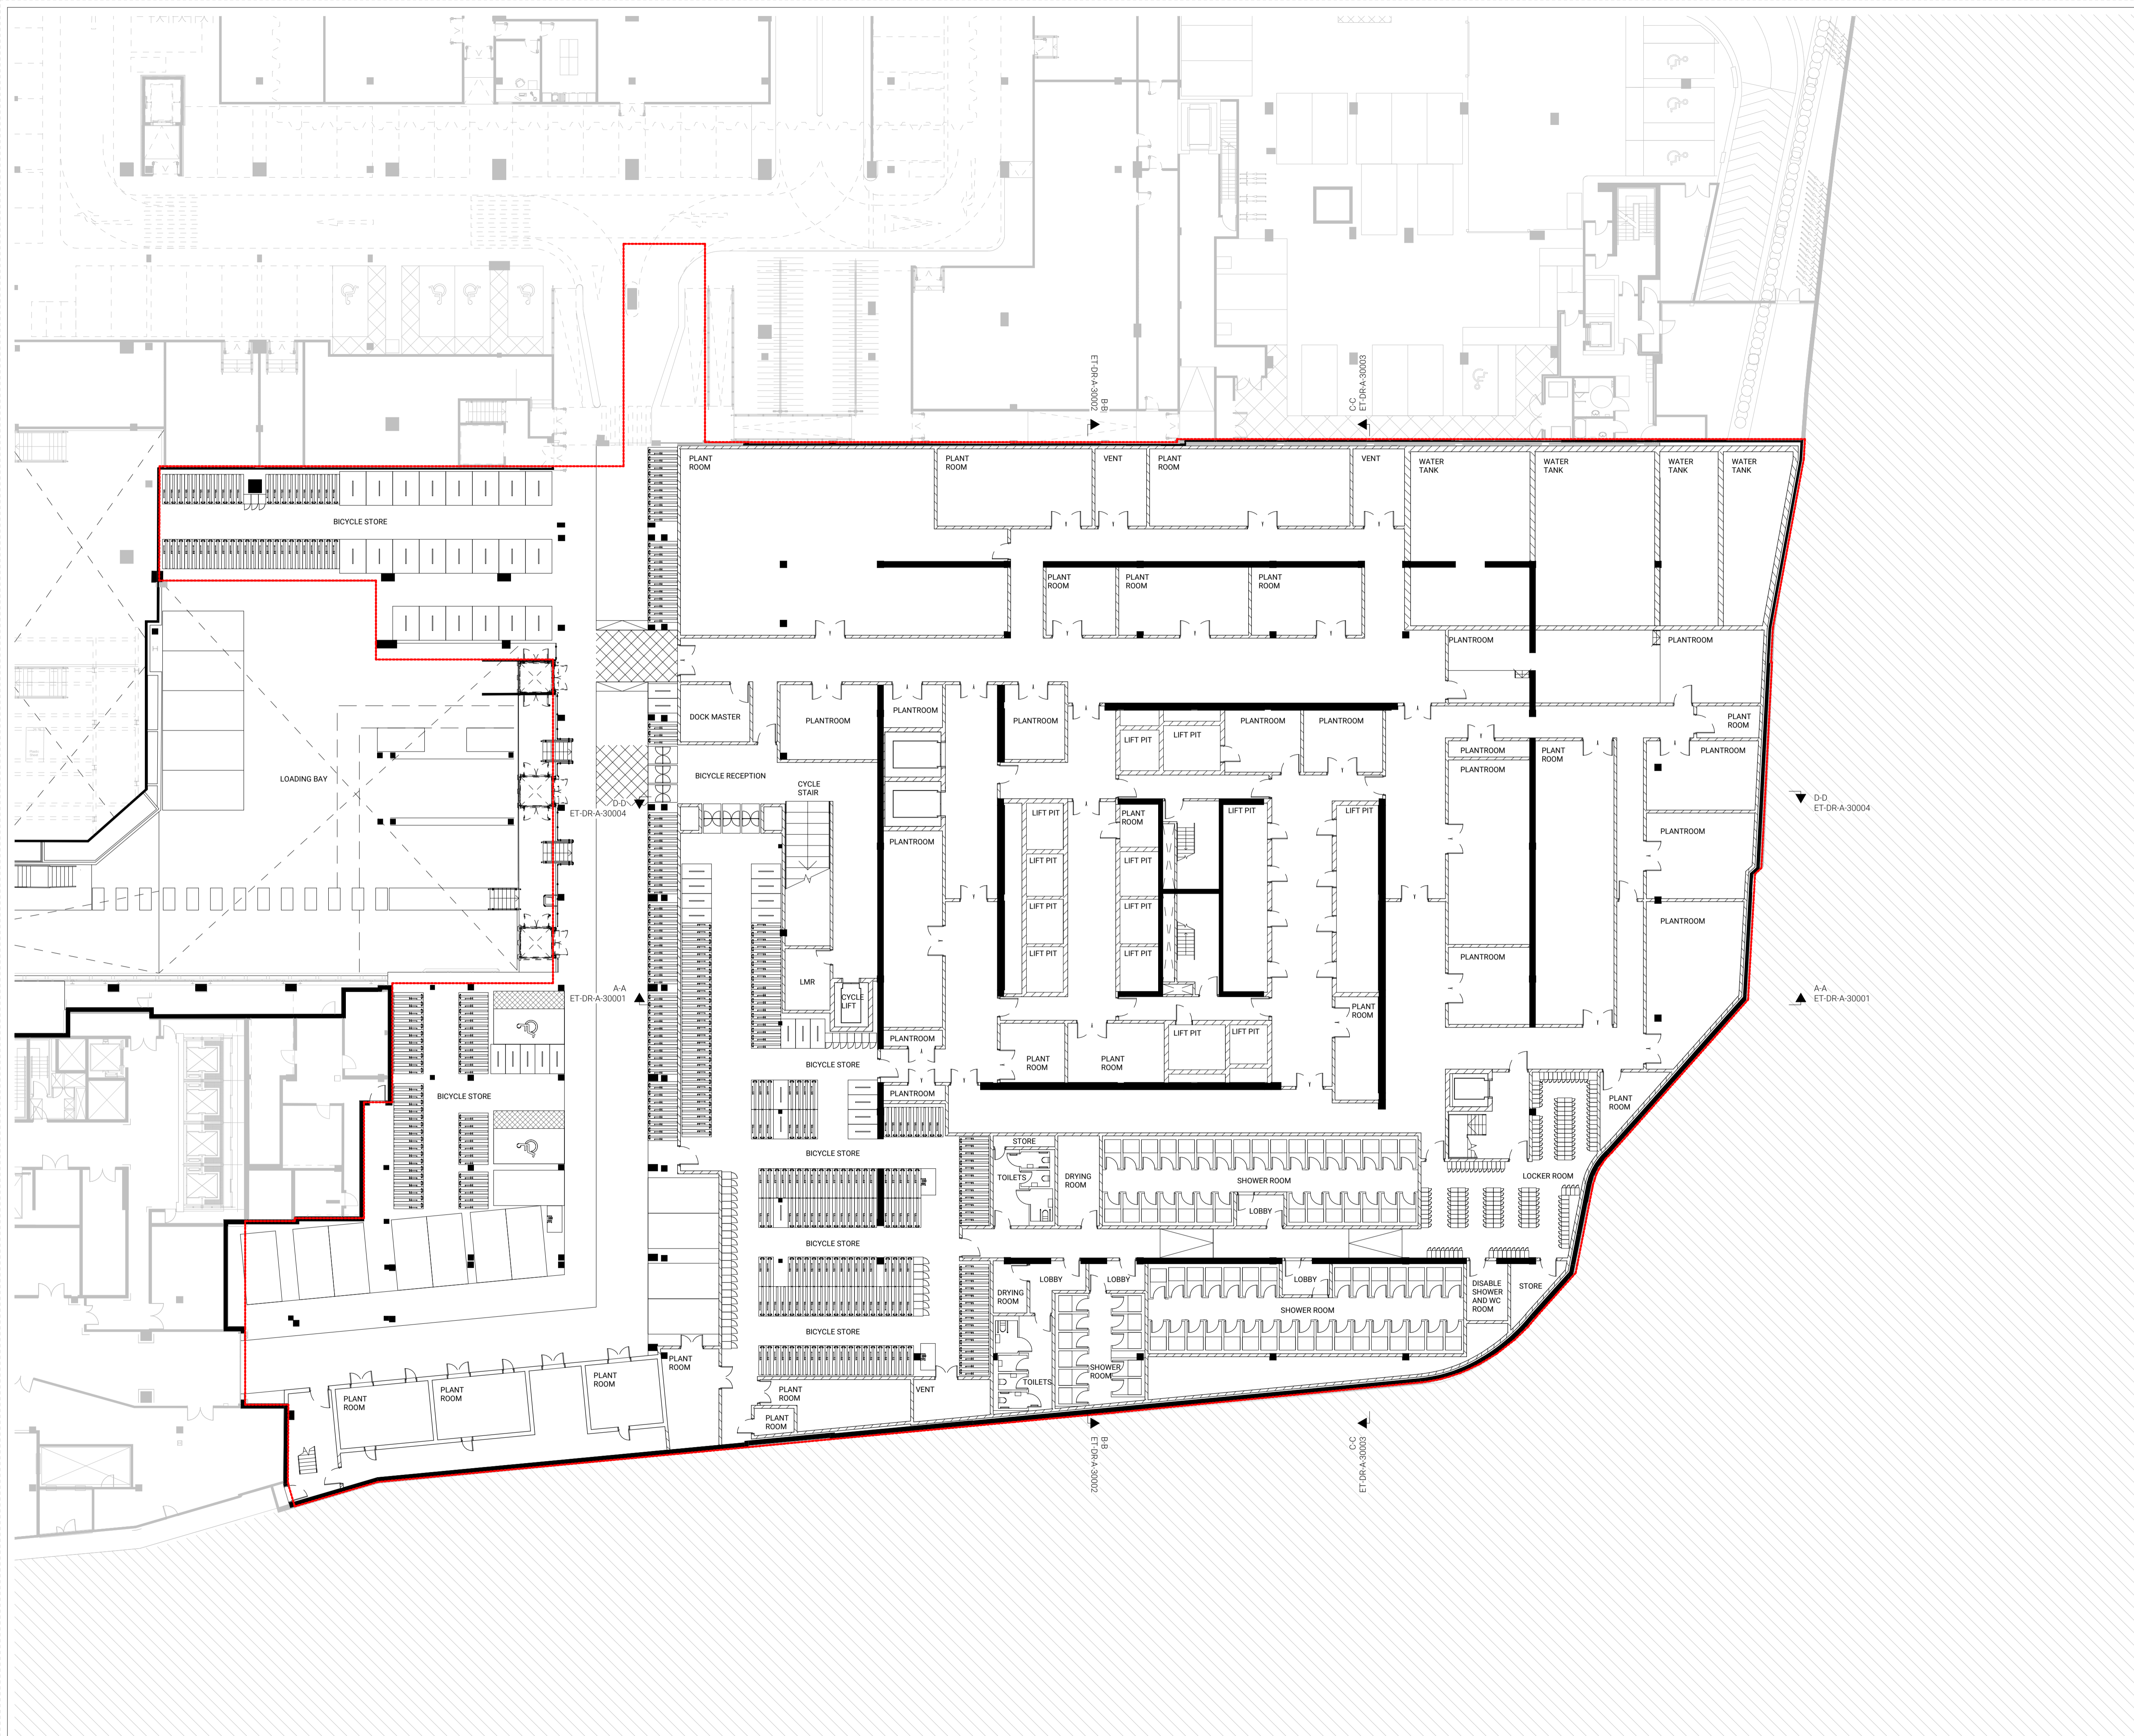 ET-DR-A-30002
B-B
C-C
ET-DR-A-30003
PLANT
ROOM
PLANT
ROOM
VENT
PLANT
ROOM
VENT
WATER
TANK
WATER
TANK
WATER
TANK
WATER
TANK
BICYCLE STORE
PLANT
ROOM
PLANT
ROOM
PLANT
ROOM
PLANTROOM
PLANTROOM
DOCK MASTER
PLANTROOM
PLANTROOM
PLANTROOM
LIFT PIT
LIFT PIT
PLANTROOM
PLANTROOM
PLANT
ROOM
PLANTROOM
PLANT
ROOM
PLANTROOM
PLANTROOM
LOADING BAY
BICYCLE RECEPTION
CYCLE
STAIR
D-D
ET-DR-A-30004
D-D
ET-DR-A-30004
LIFT PIT
PLANT
ROOM
LIFT PIT
LIFT PIT
PLANTROOM
PLANTROOM
LIFT PIT
LIFT PIT
LIFT PIT
LIFT PIT
PLANTROOM
LIFT PIT
LIFT PIT
PLANTROOM
LMR
CYCLE
LIFT
A-A
ET-DR-A-30001
A-A
ET-DR-A-30001
PLANT
ROOM
PLANTROOM
LIFT PIT
LIFT PIT
BICYCLE STORE
PLANT
ROOM
PLANT
ROOM
BICYCLE STORE
PLANTROOM
PLANT
ROOM
BICYCLE STORE
STORE
TOILETS
DRYING
ROOM
SHOWER ROOM
LOCKER ROOM
LOBBY
BICYCLE STORE
LOBBY
LOBBY
LOBBY
DRYING
ROOM
DISABLE
SHOWER
AND WC
ROOM
STORE
SHOWER ROOM
BICYCLE STORE
PLANT
ROOM
SHOWER
ROOM
TOILETS
PLANT
ROOM
PLANT
ROOM
PLANT
ROOM
PLANT
ROOM
VENT
PLANT
ROOM
B-B
ET-DR-A-30002
C-C
ET-DR-A-30003